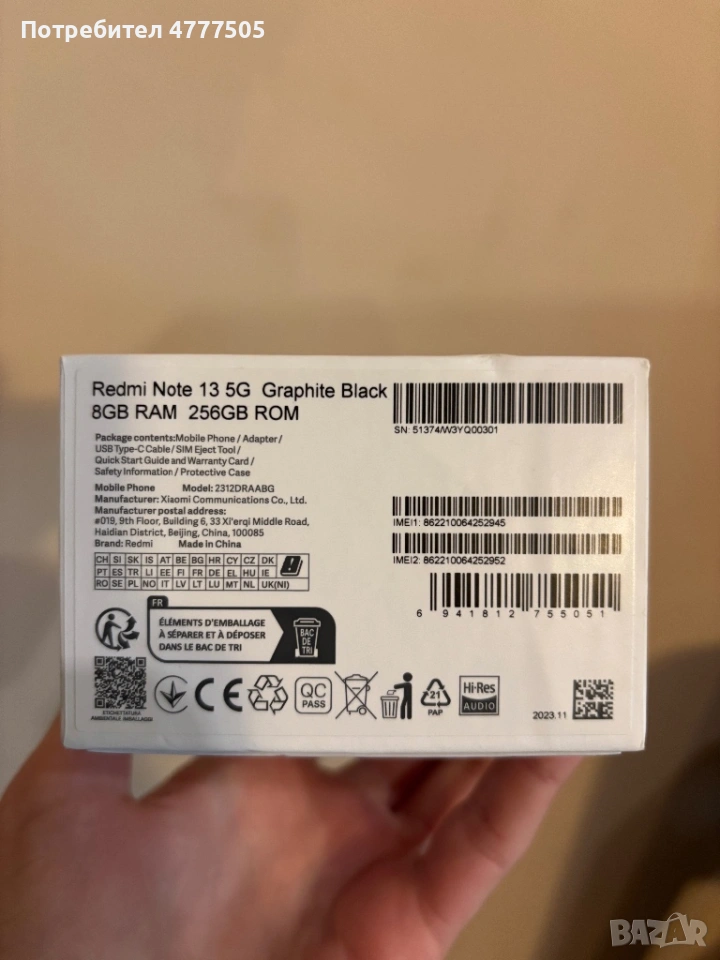 Потребител 4777505
Redmi Note 13 5G Graphite Black
8GB RAM 256GB ROM
Package contents:Mobile Phone / Adapter /
USB Type-C Cable / SIM Eject Tool /
Quick Start Guide and Warranty Card /
Safety Information / Protective Case
Mobile Phone Model: 2312DRAABG
Manufacturer: Xiaomi Communications Co., Ltd.
Manufacturer postal address:
#019, 9th Floor, Building 6, 33 Xi'erqi Middle Road,
Haidian District, Beijing, China, 100085
Brand: Redmi Made in China
CH SI SK IS AT BE BG HR CY CZ DK
PT ES TR LI EE FI FR DE EL HU IE
RO SE PL NO IT LV LT LU MT NL UK(NI)
SN: 51374/W3YQ00301
IMEI1: 862210064252945
IMEI2: 862210064252952
6 941812 755051
FR
ÉLÉMENTS D'EMBALLAGE
À SÉPARER ET À DÉPOSER
DANS LE BAC DE TRI
BAC
DE
TRI
ETICHETTATURA
AMBIENTALE IMBALLAGGI
CE
QC
PASS
21
PAP
Hi-Res
AUDIO
2023.11
BAZAR